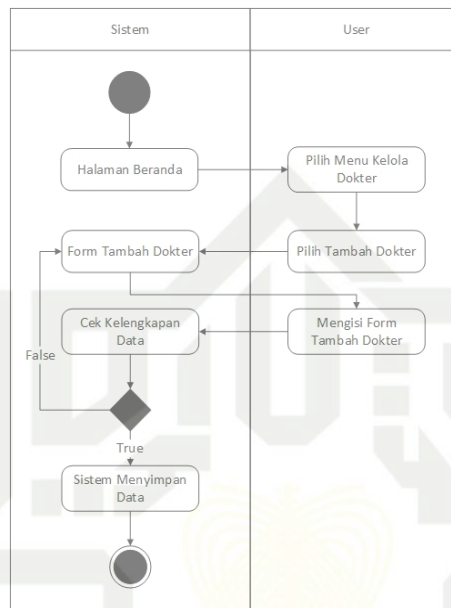 Sistem
User
Halaman Beranda
Pilih Menu Kelola
Dokter
Form Tambah Dokter
Pilih Tambah Dokter
Cek Kelengkapan
Data
Mengisi Form
Tambah Dokter
False
True
Sistem Menyimpan
Data